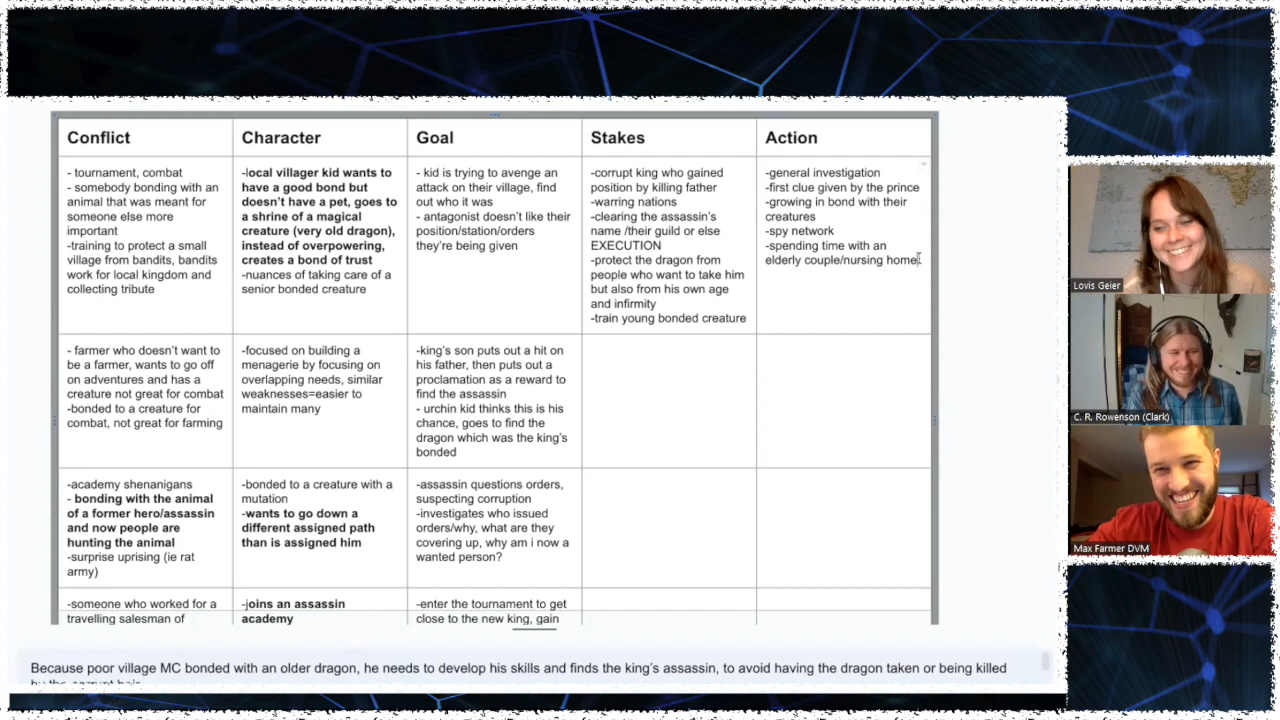 Conflict
Character
Goal
Stakes
Action
- tournament, combat
- somebody bonding with an
animal that was meant for
someone else more
important
-training to protect a small
village from bandits, bandits
work for local kingdom and
collecting tribute
-local villager kid wants to
have a good bond but
doesn't have a pet, goes to
a shrine of a magical
creature (very old dragon),
instead of overpowering,
creates a bond of trust
-nuances of taking care of a
senior bonded creature
- kid is trying to avenge an
attack on their village, find
out who it was
- antagonist doesn't like their
position/station/orders
they're being given
-corrupt king who gained
position by killing father
-warring nations
-clearing the assassin's
name /their guild or else
EXECUTION
-protect the dragon from
people who want to take him
but also from his own age
and infirmity
-train young bonded creature
-general investigation
-first clue given by the prince
-growing in bond with their
creatures
-spy network
-spending time with an
elderly couple/nursing home
- farmer who doesn't want to
be a farmer, wants to go off
on adventures and has a
creature not great for combat
-bonded to a creature for
combat, not great for farming
-focused on building a
menagerie by focusing on
overlapping needs, similar
weaknesses=easier to
maintain many
-king's son puts out a hit on
his father, then puts out a
proclamation as a reward to
find the assassin
- urchin kid thinks this is his
chance, goes to find the
dragon which was the king's
bonded
-academy shenanigans
- bonding with the animal
of a former hero/assassin
and now people are
hunting the animal
-surprise uprising (ie rat
army)
-bonded to a creature with a
mutation
-wants to go down a
different assigned path
than is assigned him
-assassin questions orders,
suspecting corruption
-investigates who issued
orders/why, what are they
covering up, why am i now a
wanted person?
-someone who worked for a
travelling salesman of
-joins an assassin
academy
-enter the tournament to get
close to the new king, gain
Because poor village MC bonded with an older dragon, he needs to develop his skills and finds the king's assassin, to avoid having the dragon taken or being killed
Lovis Geier
C. R. Rowenson (Clark)
Max Farmer DVM